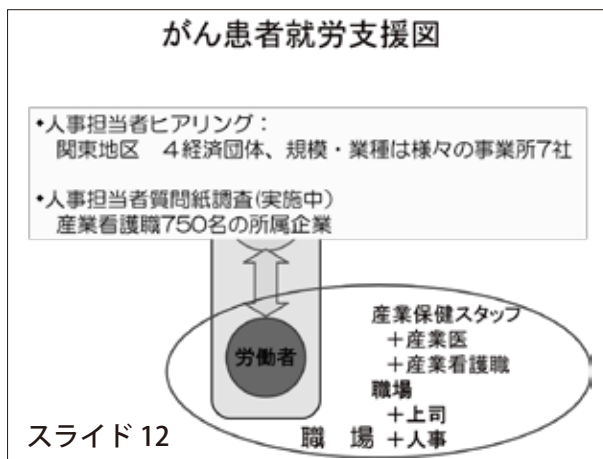 がん患者就労支援図
•人事担当者ヒアリング：
関東地区　４経済団体、規模・業種は様々の事業所7社
•人事担当者質問紙調査(実施中)
産業看護職750名の所属企業
労働者
産業保健スタッフ
＋産業医
＋産業看護職
職場
＋上司
＋人事
職　場
スライド 12